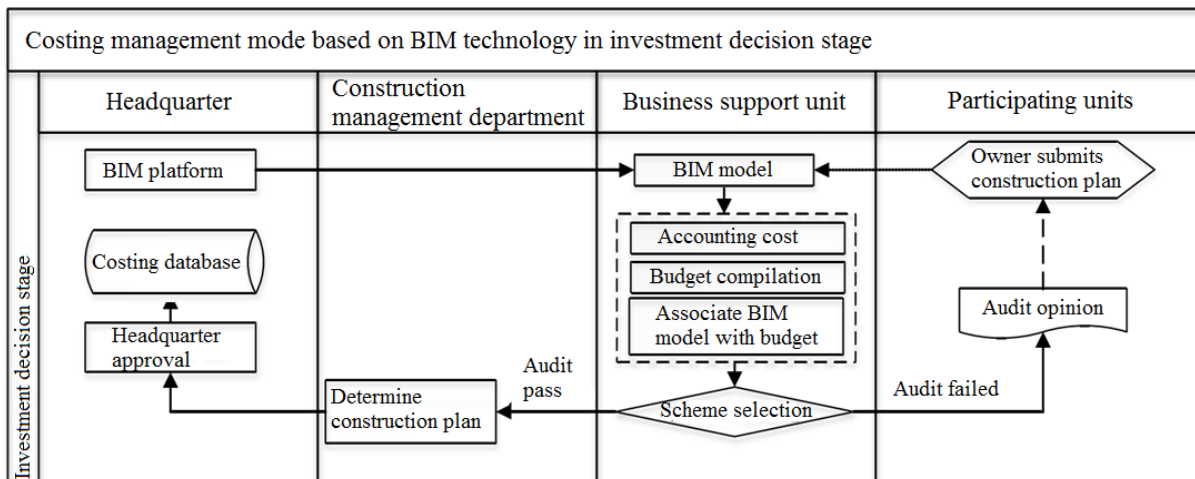 Costing management mode based on BIM technology in investment decision stage
Headquarter
Construction
management department
Business support unit
Participating units
Investment decision stage
BIM platform
BIM model
Owner submits
construction plan
Costing database
Accounting cost
Budget compilation
Associate BIM
model with budget
Audit opinion
Headquarter
approval
Audit
pass
Audit failed
Determine
construction plan
Scheme selection